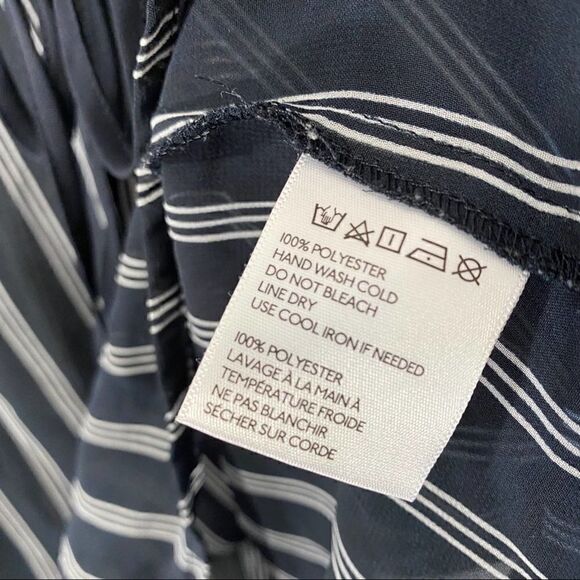 100% POLYESTER
HAND WASH COLD
DO NOT BLEACH
LINE DRY
USE COOL IRON IF NEEDED
100% POLYESTER
LAVAGE À LA MAIN À
TEMPÉRATURE FROIDE
NE PAS BLANCHIR
SÉCHER SUR CORDE